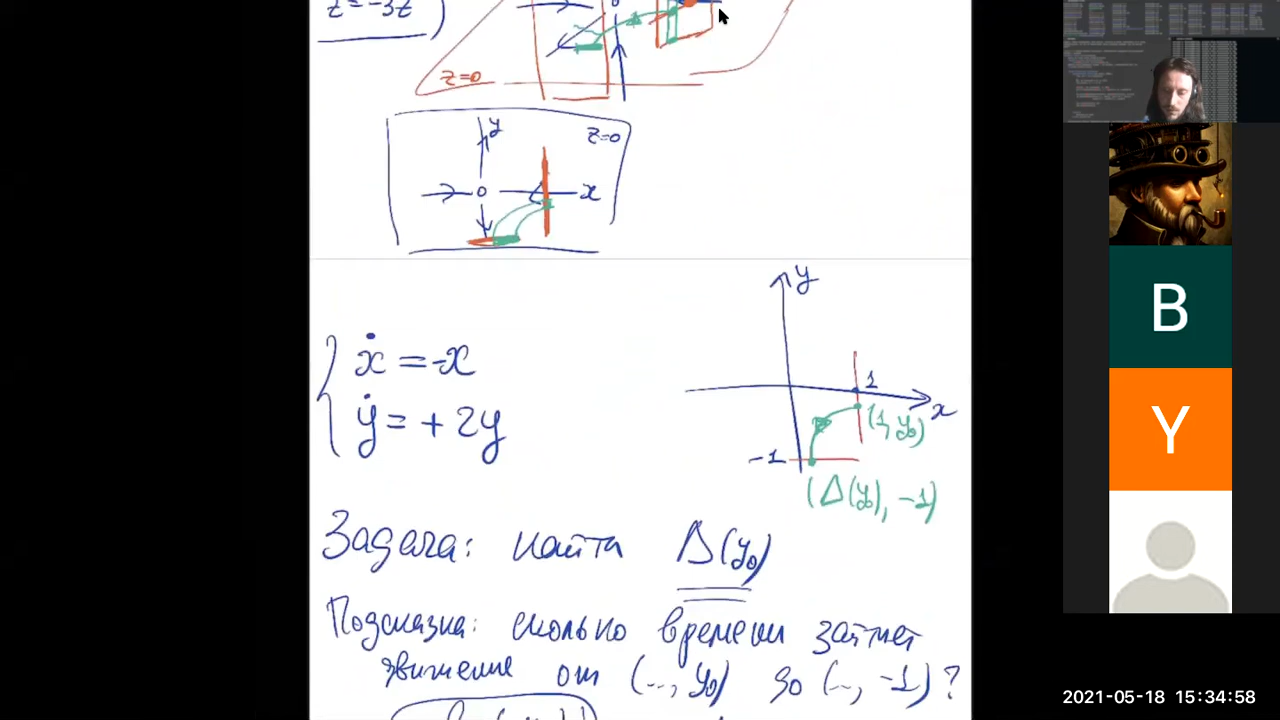 ż = -3z
z=0
y
z=0
x
y
ẋ = -x
1
x
ẏ = + 2y
(1, y₀)
-1
(Δ(y₀), -1)
Задача: найти Δ(y₀)
Подсказка: сколько времени займет
движение от (..., y₀) до (.., -1)?
B
Y
2021-05-18 15:34:58